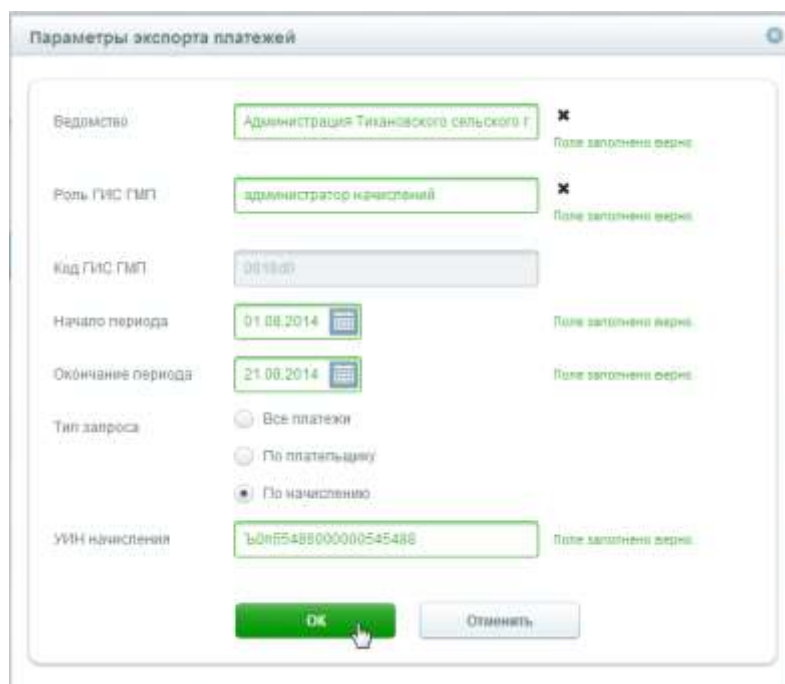 Параметры экспорта платежей
Ведомство
Администрация Тихановского сельского п
Поле заполнено верно.
Роль ГИС ГМП
администратор начислений
Поле заполнено верно.
Код ГИС ГМП
Начало периода
01.08.2014
Поле заполнено верно.
Окончание периода
21.08.2014
Поле заполнено верно.
Тип запроса
Все платежи
По плательщику
По начислению
УИН начисления
Поле заполнено верно.
ОК
Отменить